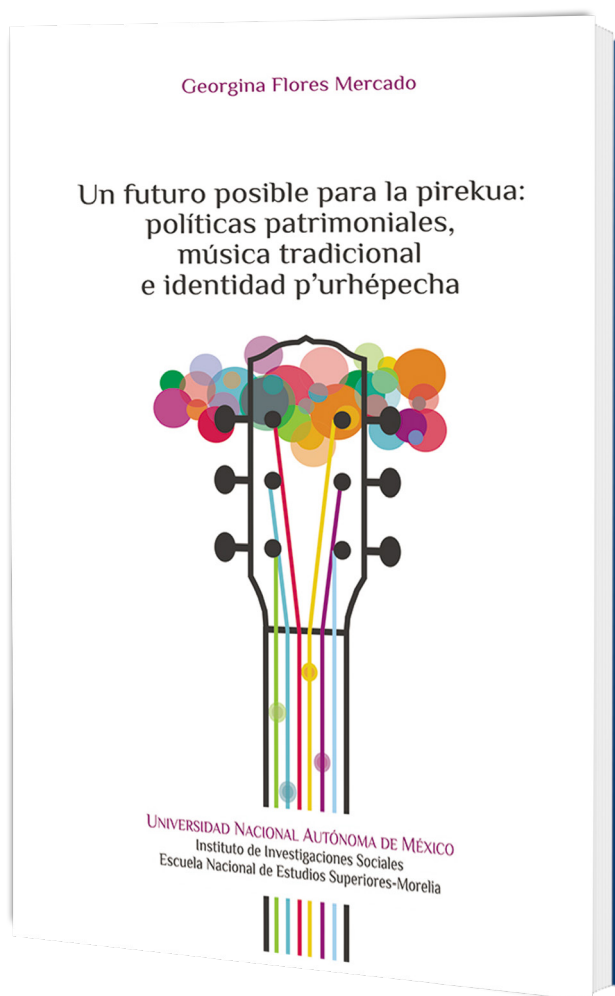 Georgina Flores Mercado
Un futuro posible para la pirekua:
políticas patrimoniales,
música tradicional
e identidad p’urhépecha
UNIVERSIDAD NACIONAL AUTÓNOMA DE MÉXICO
Instituto de Investigaciones Sociales
Escuela Nacional de Estudios Superiores-Morelia